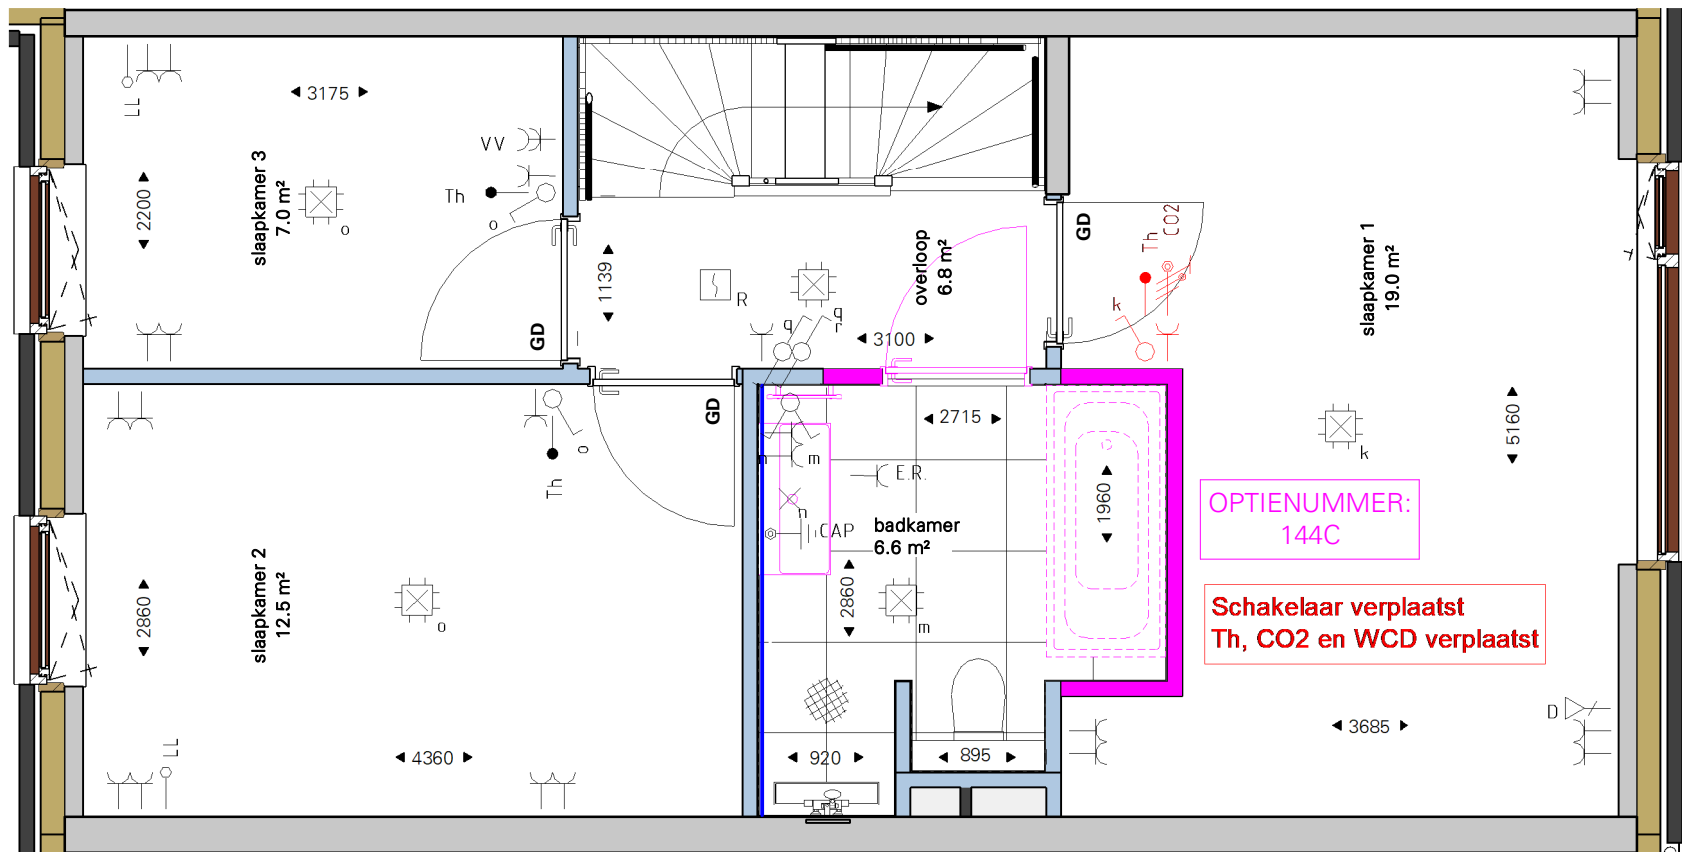 3175
LL
VV
Th
o
slaapkamer 3
7.0 m²
2200
o
GD
1139
R
q
q
r
overloop
6.8 m²
3100
GD
Th
CO2
k
slaapkamer 1
19.0 m²
5160
k
GD
2715
n
m
E.R.
n
CAP
badkamer
6.6 m²
1960
2860
m
OPTIENUMMER:
144C
Schakelaar verplaatst
Th, CO2 en WCD verplaatst
o
Th
slaapkamer 2
12.5 m²
2860
o
LL
4360
920
895
D
3685